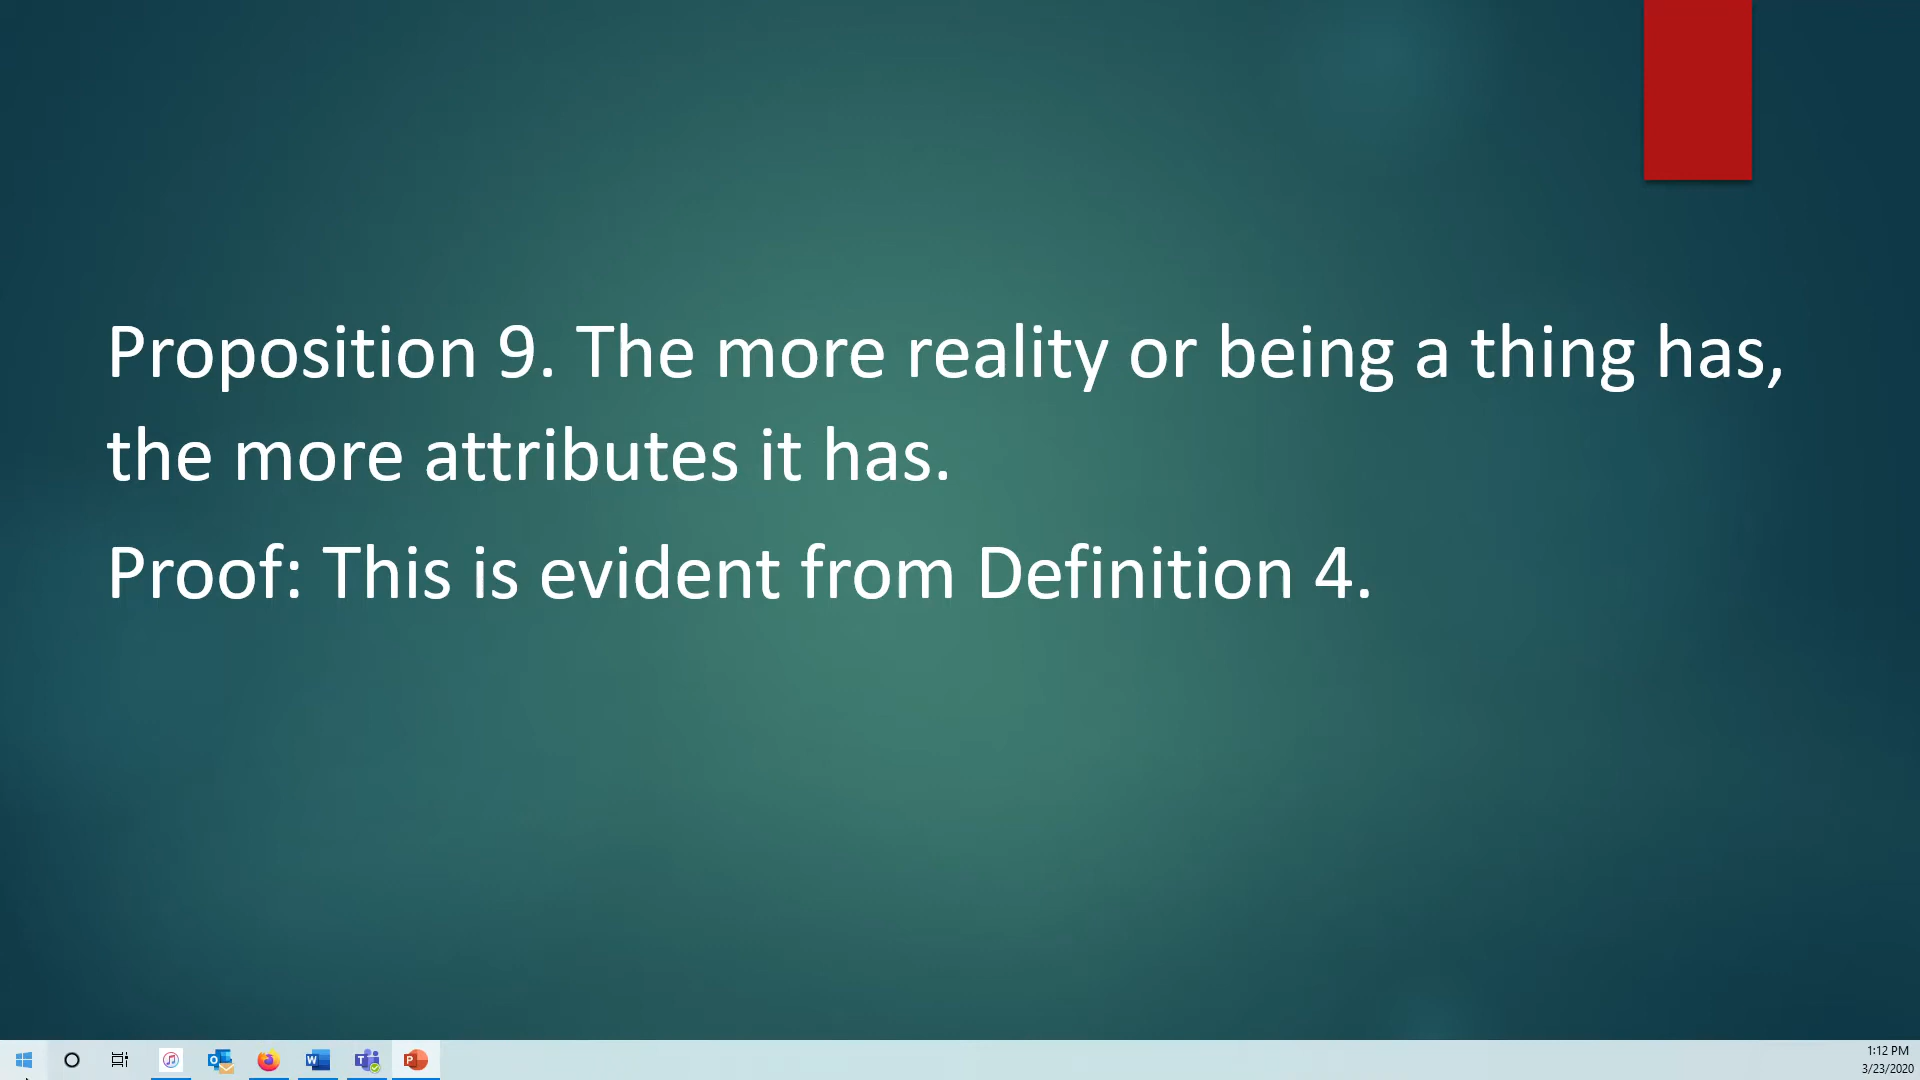 Proposition 9. The more reality or being a thing has,
the more attributes it has.
Proof: This is evident from Definition 4.
1:12 PM
3/23/2020